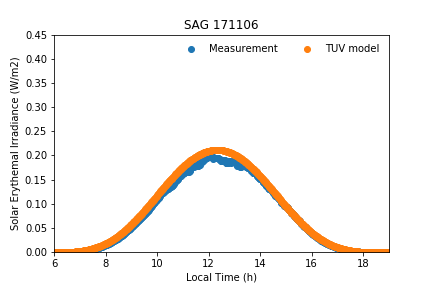 SAG 171106
Measurement TUV model
0.45
0.40
0.35
0.30
0.25
0.20
0.15
0.10
0.05
0.00
Solar Erythemal Irradiance (W/m2)
6 8 10 12 14 16 18
Local Time (h)